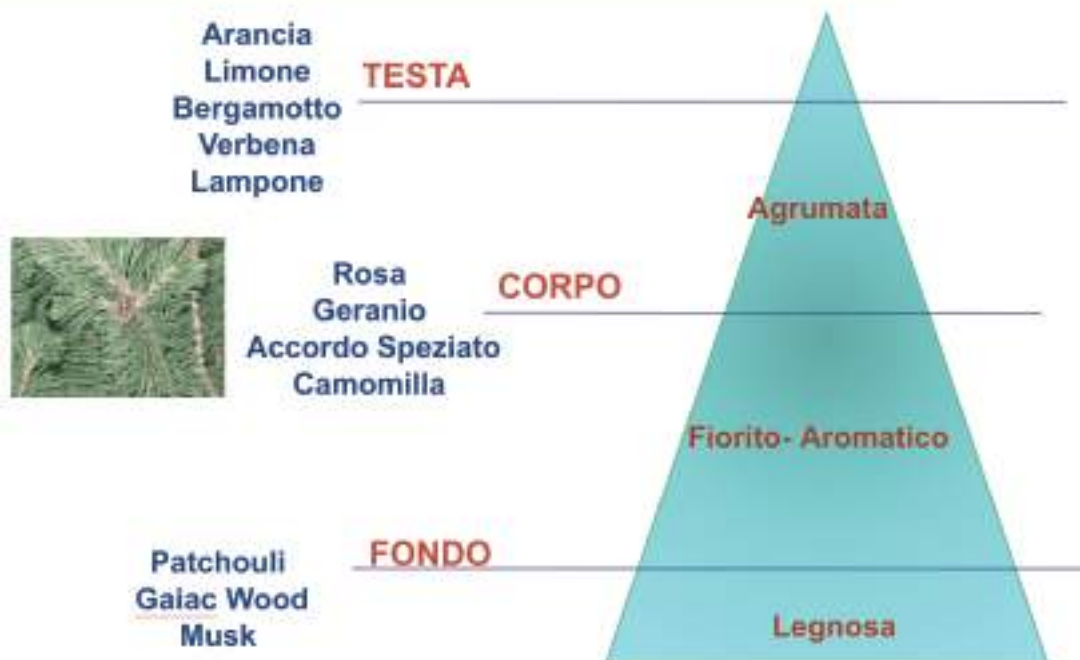 Arancia
Limone
Bergamotto
Verbena
Lampone
TESTA
Agrumata
Rosa
Geranio
Accordo Speziato
Camomilla
CORPO
Fiorito- Aromatico
Patchouli
Gaiac Wood
Musk
FONDO
Legnosa